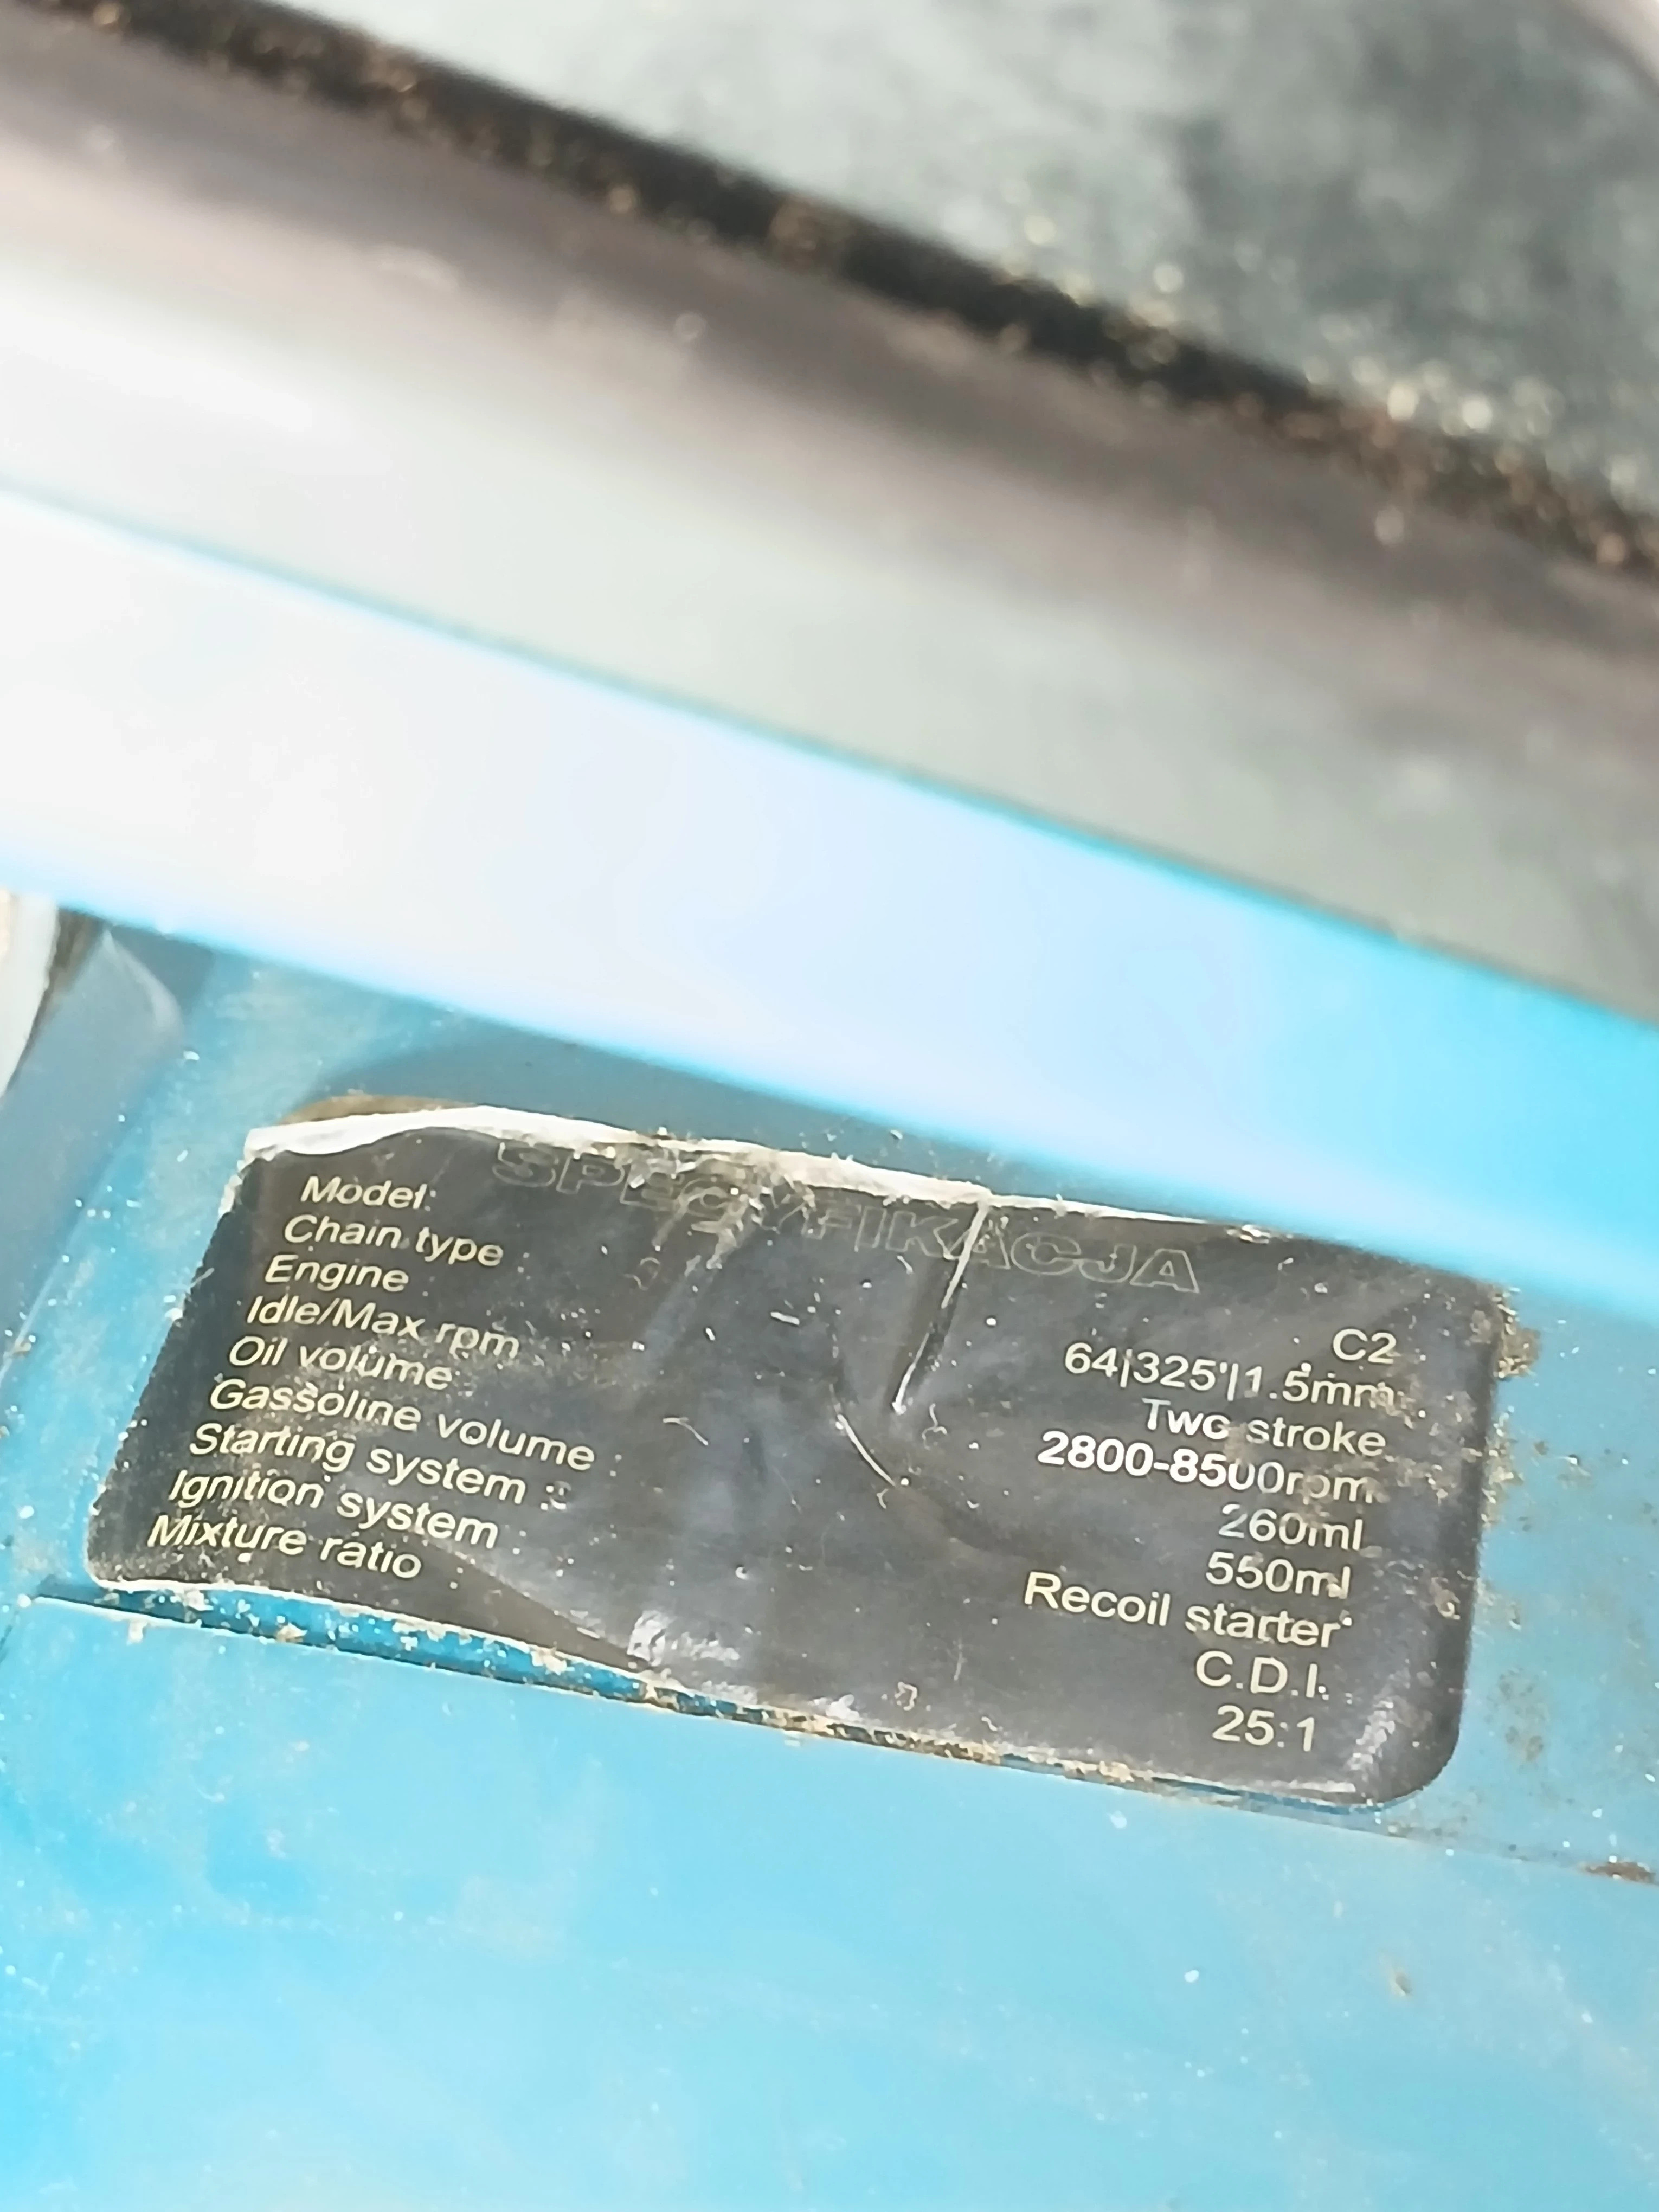 SPECYFIKACJA
Model: C2
Chain type : 64|325"|1.5mm
Engine Two stroke
Idle/Max rpm 2800-8500rpm
Oil volume: 260ml
Gassoline volume : 550ml
Starting system : Recoil starter
Ignition system : C.D.I.
Mixture ratio : 25:1